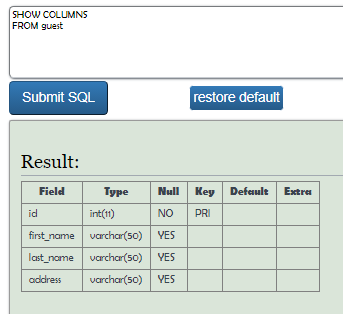 SHOW COLUMNS
FROM guest
Submit SQL restore default
Result:
Field Type Null Key Default Extra
id int(11) NO PRI
first_name varchar(50) YES
last_name varchar(50) YES
address varchar(50) YES